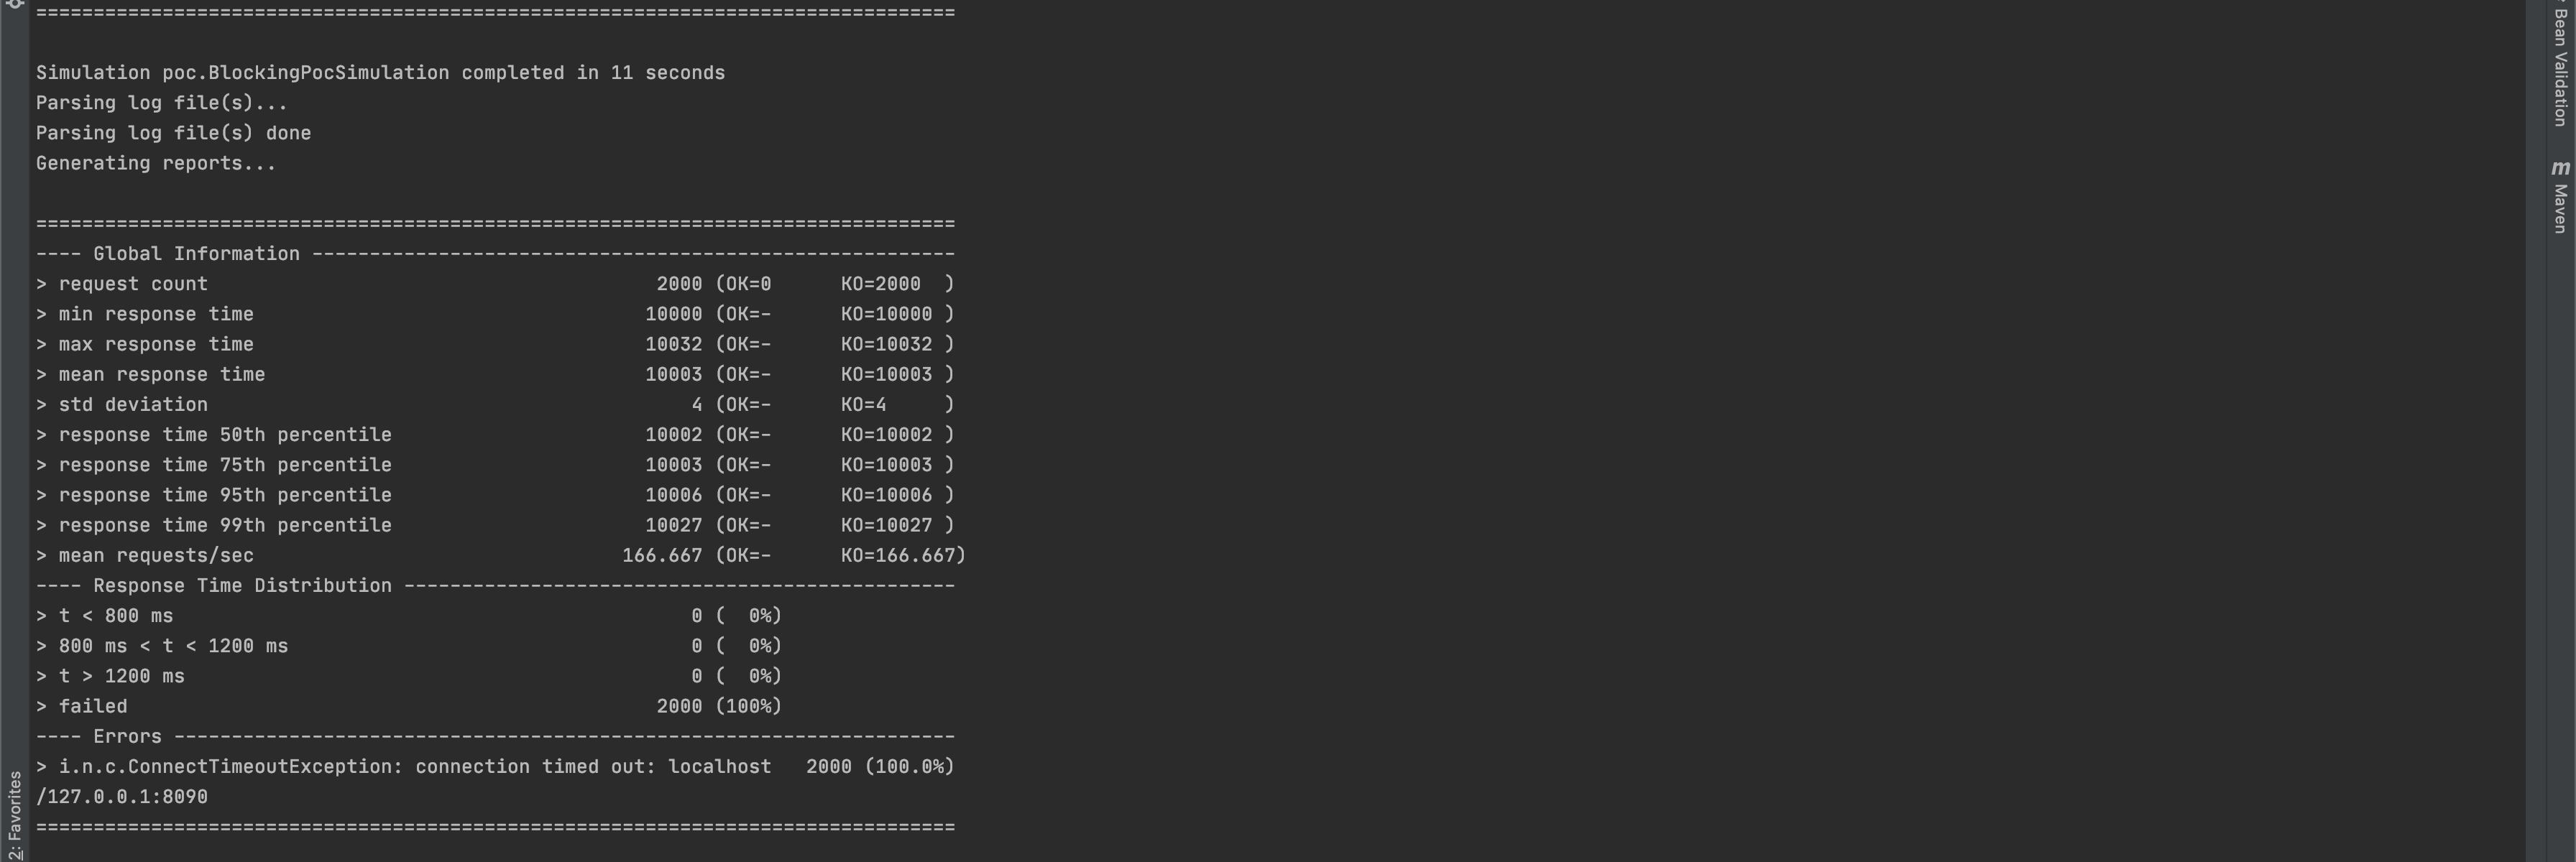 ================================================================================
Simulation poc.BlockingPocSimulation completed in 11 seconds
Parsing log file(s)...
Parsing log file(s) done
Generating reports...
================================================================================
---- Global Information --------------------------------------------------------
> request count                                       2000 (OK=0      KO=2000  )
> min response time                                  10000 (OK=-      KO=10000 )
> max response time                                  10032 (OK=-      KO=10032 )
> mean response time                                 10003 (OK=-      KO=10003 )
> std deviation                                          4 (OK=-      KO=4     )
> response time 50th percentile                      10002 (OK=-      KO=10002 )
> response time 75th percentile                      10003 (OK=-      KO=10003 )
> response time 95th percentile                      10006 (OK=-      KO=10006 )
> response time 99th percentile                      10027 (OK=-      KO=10027 )
> mean requests/sec                                166.667 (OK=-      KO=166.667)
---- Response Time Distribution ------------------------------------------------
> t < 800 ms                                             0 (  0%)
> 800 ms < t < 1200 ms                                   0 (  0%)
> t > 1200 ms                                            0 (  0%)
> failed                                              2000 (100%)
---- Errors --------------------------------------------------------------------
> i.n.c.ConnectTimeoutException: connection timed out: localhost   2000 (100.0%)
/127.0.0.1:8090
================================================================================
2: Favorites
Bean Validation
m Maven